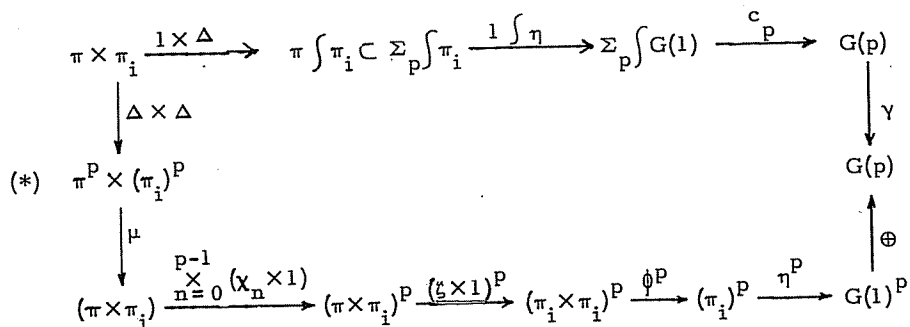 π × π_i 1 × Δ π ∫ π_i ⊂ Σ_p ∫ π_i 1 ∫ η Σ_p ∫ G(1) c_p G(p)
Δ × Δ γ
(*) π^p × (π_i)^p G(p)
μ ⊕
(π × π_i) p-1 × n=0 (χ_n × 1) (π × π_i)^p (ξ × 1)^p (π_i × π_i)^p ϕ^p (π_i)^p η^p G(1)^p